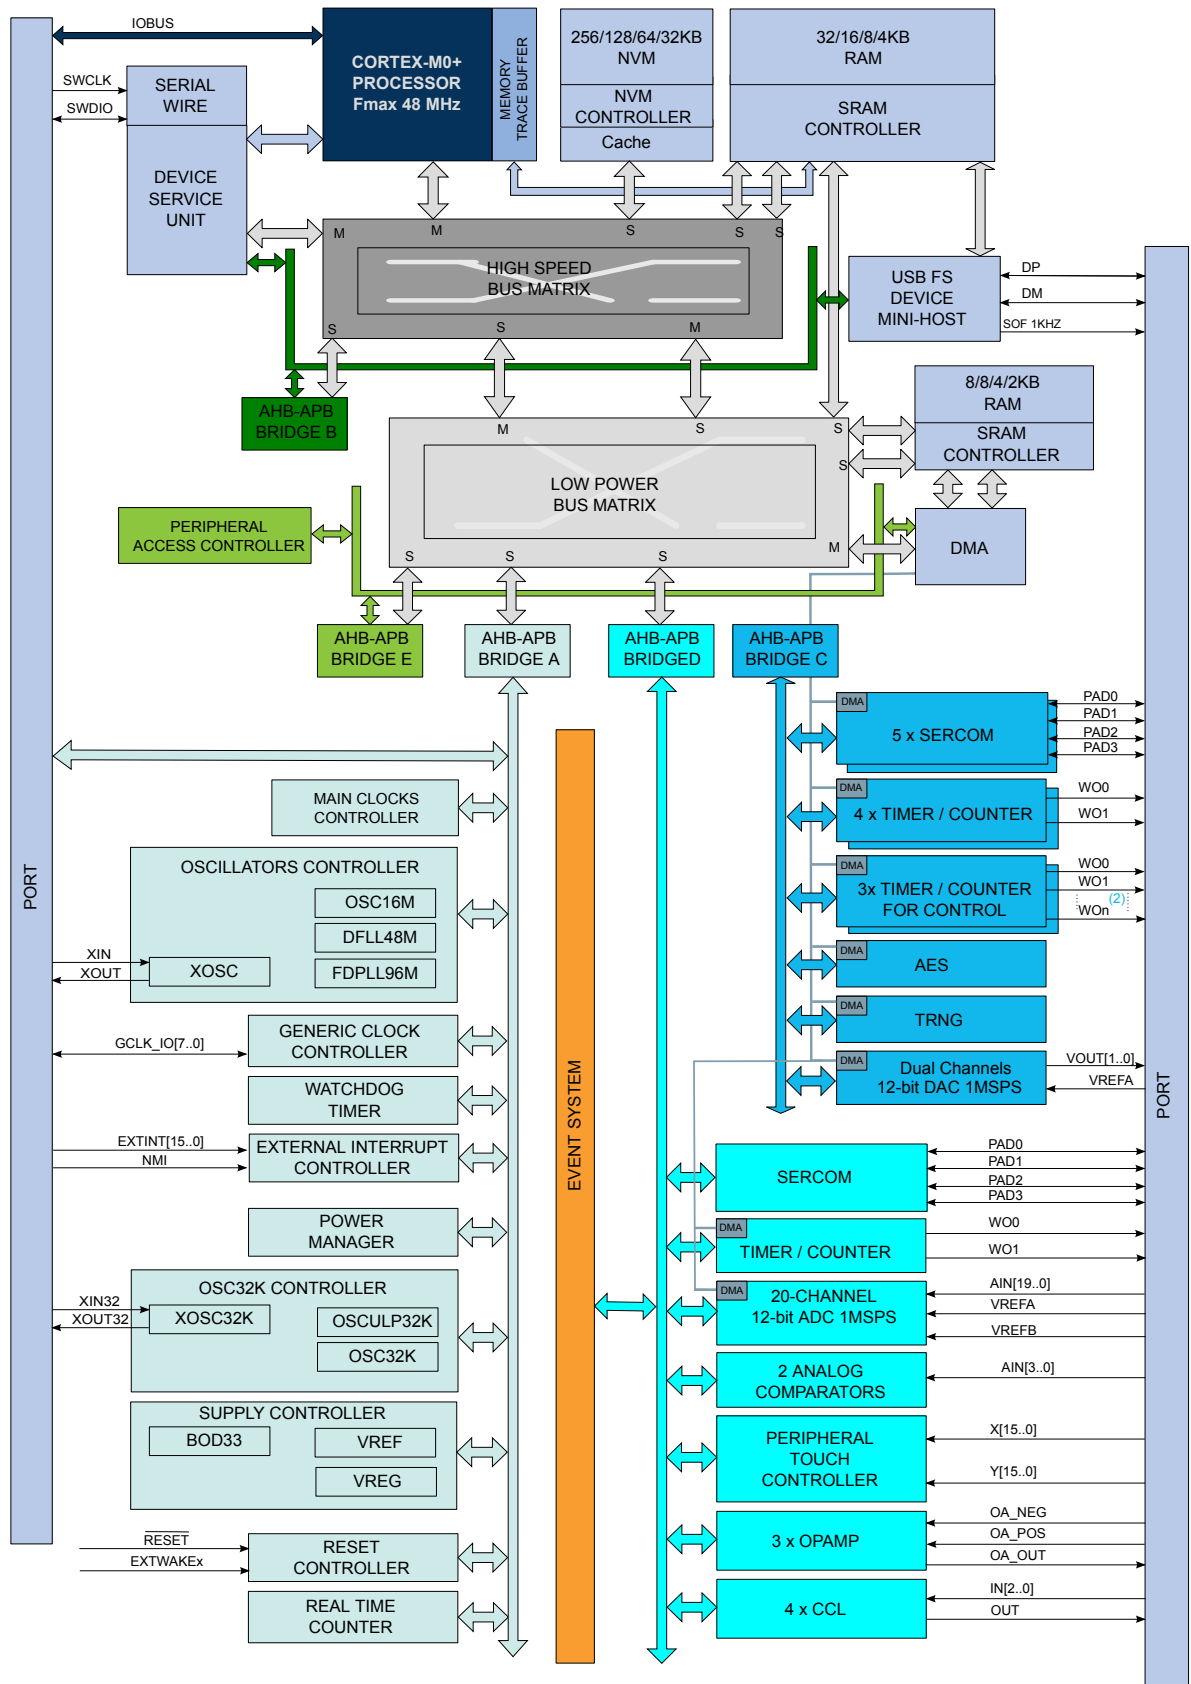 IOBUS
SWCLK
SWDIO
SERIAL
WIRE
DEVICE
SERVICE
UNIT
CORTEX-M0+
PROCESSOR
Fmax 48 MHz
MEMORY
TRACE BUFFER
256/128/64/32KB
NVM
NVM
CONTROLLER
Cache
32/16/8/4KB
RAM
SRAM
CONTROLLER
M
M
S
S
S
HIGH SPEED
BUS MATRIX
S
S
M
USB FS
DEVICE
MINI-HOST
DP
DM
SOF 1KHZ
AHB-APB
BRIDGE B
8/8/4/2KB
RAM
SRAM
CONTROLLER
M
S
S
S
LOW POWER
BUS MATRIX
M
S
S
S
PERIPHERAL
ACCESS CONTROLLER
DMA
AHB-APB
BRIDGE E
AHB-APB
BRIDGE A
AHB-APB
BRIDGED
AHB-APB
BRIDGE C
PORT
MAIN CLOCKS
CONTROLLER
OSCILLATORS CONTROLLER
OSC16M
DFLL48M
XOSC
FDPLL96M
XIN
XOUT
GCLK_IO[7..0]
GENERIC CLOCK
CONTROLLER
WATCHDOG
TIMER
EXTINT[15..0]
NMI
EXTERNAL INTERRUPT
CONTROLLER
POWER
MANAGER
OSC32K CONTROLLER
XIN32
XOUT32
XOSC32K
OSCULP32K
OSC32K
SUPPLY CONTROLLER
BOD33
VREF
VREG
RESET
EXTWAKEx
RESET
CONTROLLER
REAL TIME
COUNTER
EVENT SYSTEM
DMA
5 x SERCOM
PAD0
PAD1
PAD2
PAD3
DMA
4 x TIMER / COUNTER
WO0
WO1
DMA
3x TIMER / COUNTER
FOR CONTROL
WO0
WO1
(2)
WOn
DMA
AES
DMA
TRNG
DMA
Dual Channels
12-bit DAC 1MSPS
VOUT[1..0]
VREFA
PORT
SERCOM
PAD0
PAD1
PAD2
PAD3
DMA
TIMER / COUNTER
WO0
WO1
DMA
20-CHANNEL
12-bit ADC 1MSPS
AIN[19..0]
VREFA
VREFB
2 ANALOG
COMPARATORS
AIN[3..0]
PERIPHERAL
TOUCH
CONTROLLER
X[15..0]
Y[15..0]
3 x OPAMP
OA_NEG
OA_POS
OA_OUT
4 x CCL
IN[2..0]
OUT